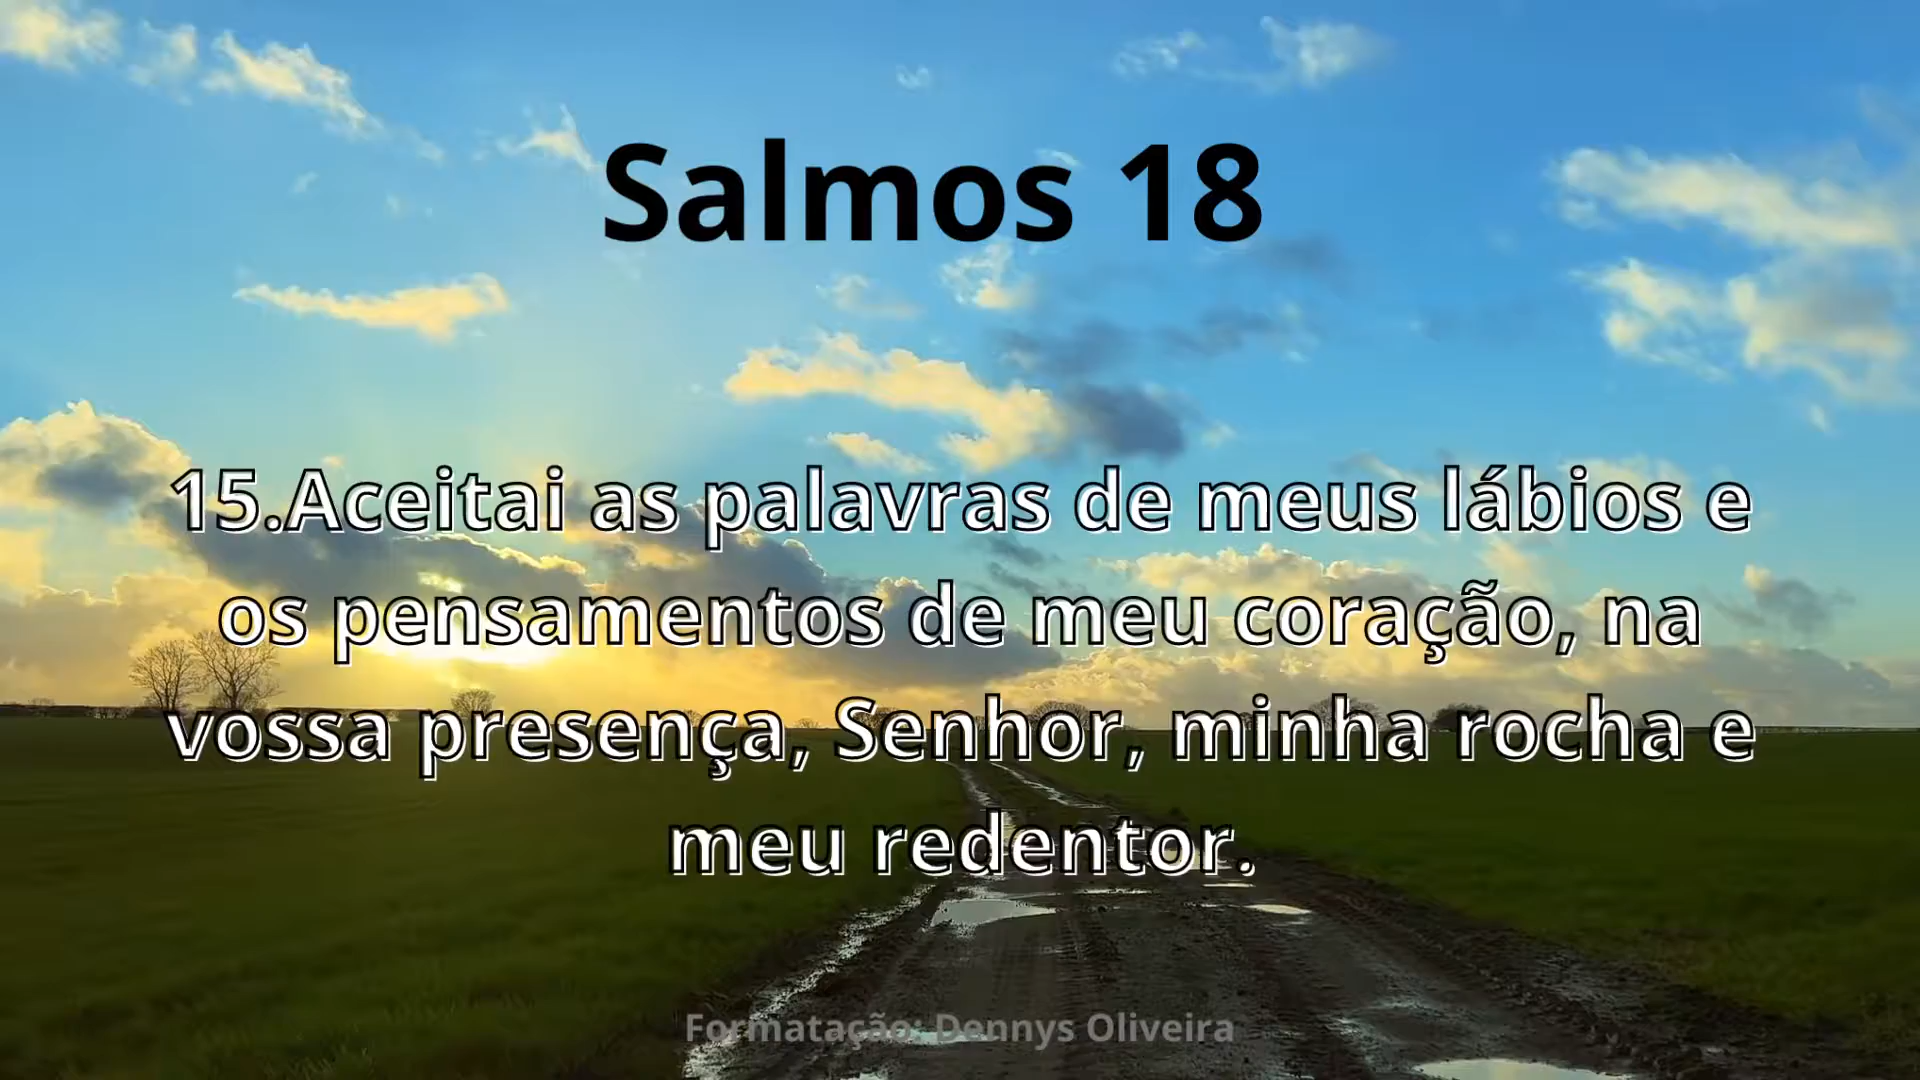 Salmos 18
15.Aceitai as palavras de meus lábios e
os pensamentos de meu coração, na
vossa presença, Senhor, minha rocha e
meu redentor.
Formatação: Dennys Oliveira